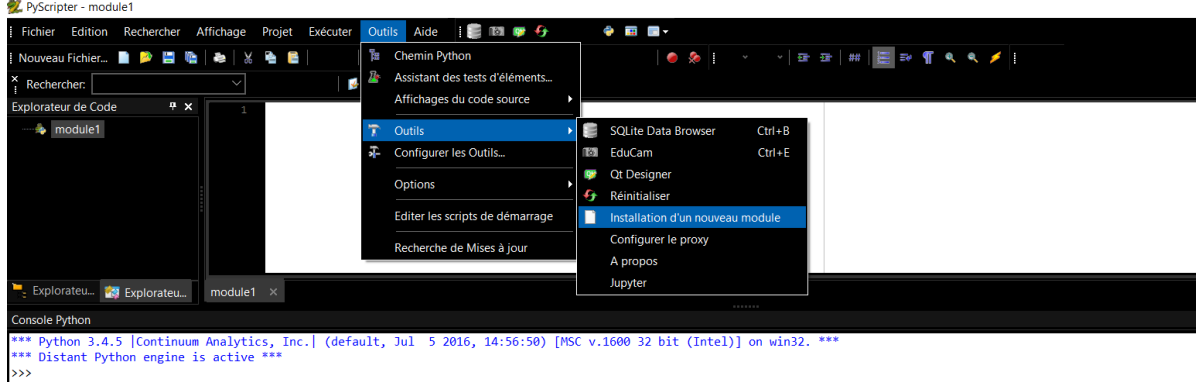 PyScripter - module1
Fichier Edition Rechercher Affichage Projet Exécuter Outils Aide
Nouveau Fichier...
Chemin Python
Rechercher:
Assistant des tests d'éléments...
Affichages du code source
Explorateur de Code
module1
1
Outils
Configurer les Outils...
Options
Editer les scripts de démarrage
Recherche de Mises à jour
SQLite Data Browser Ctrl+B
EduCam Ctrl+E
Qt Designer
Réinitialiser
Installation d'un nouveau module
Configurer le proxy
A propos
Jupyter
Explorateu... Explorateu... module1
Console Python
*** Python 3.4.5 |Continuum Analytics, Inc.| (default, Jul  5 2016, 14:56:50) [MSC v.1600 32 bit (Intel)] on win32. ***
*** Distant Python engine is active ***
>>>